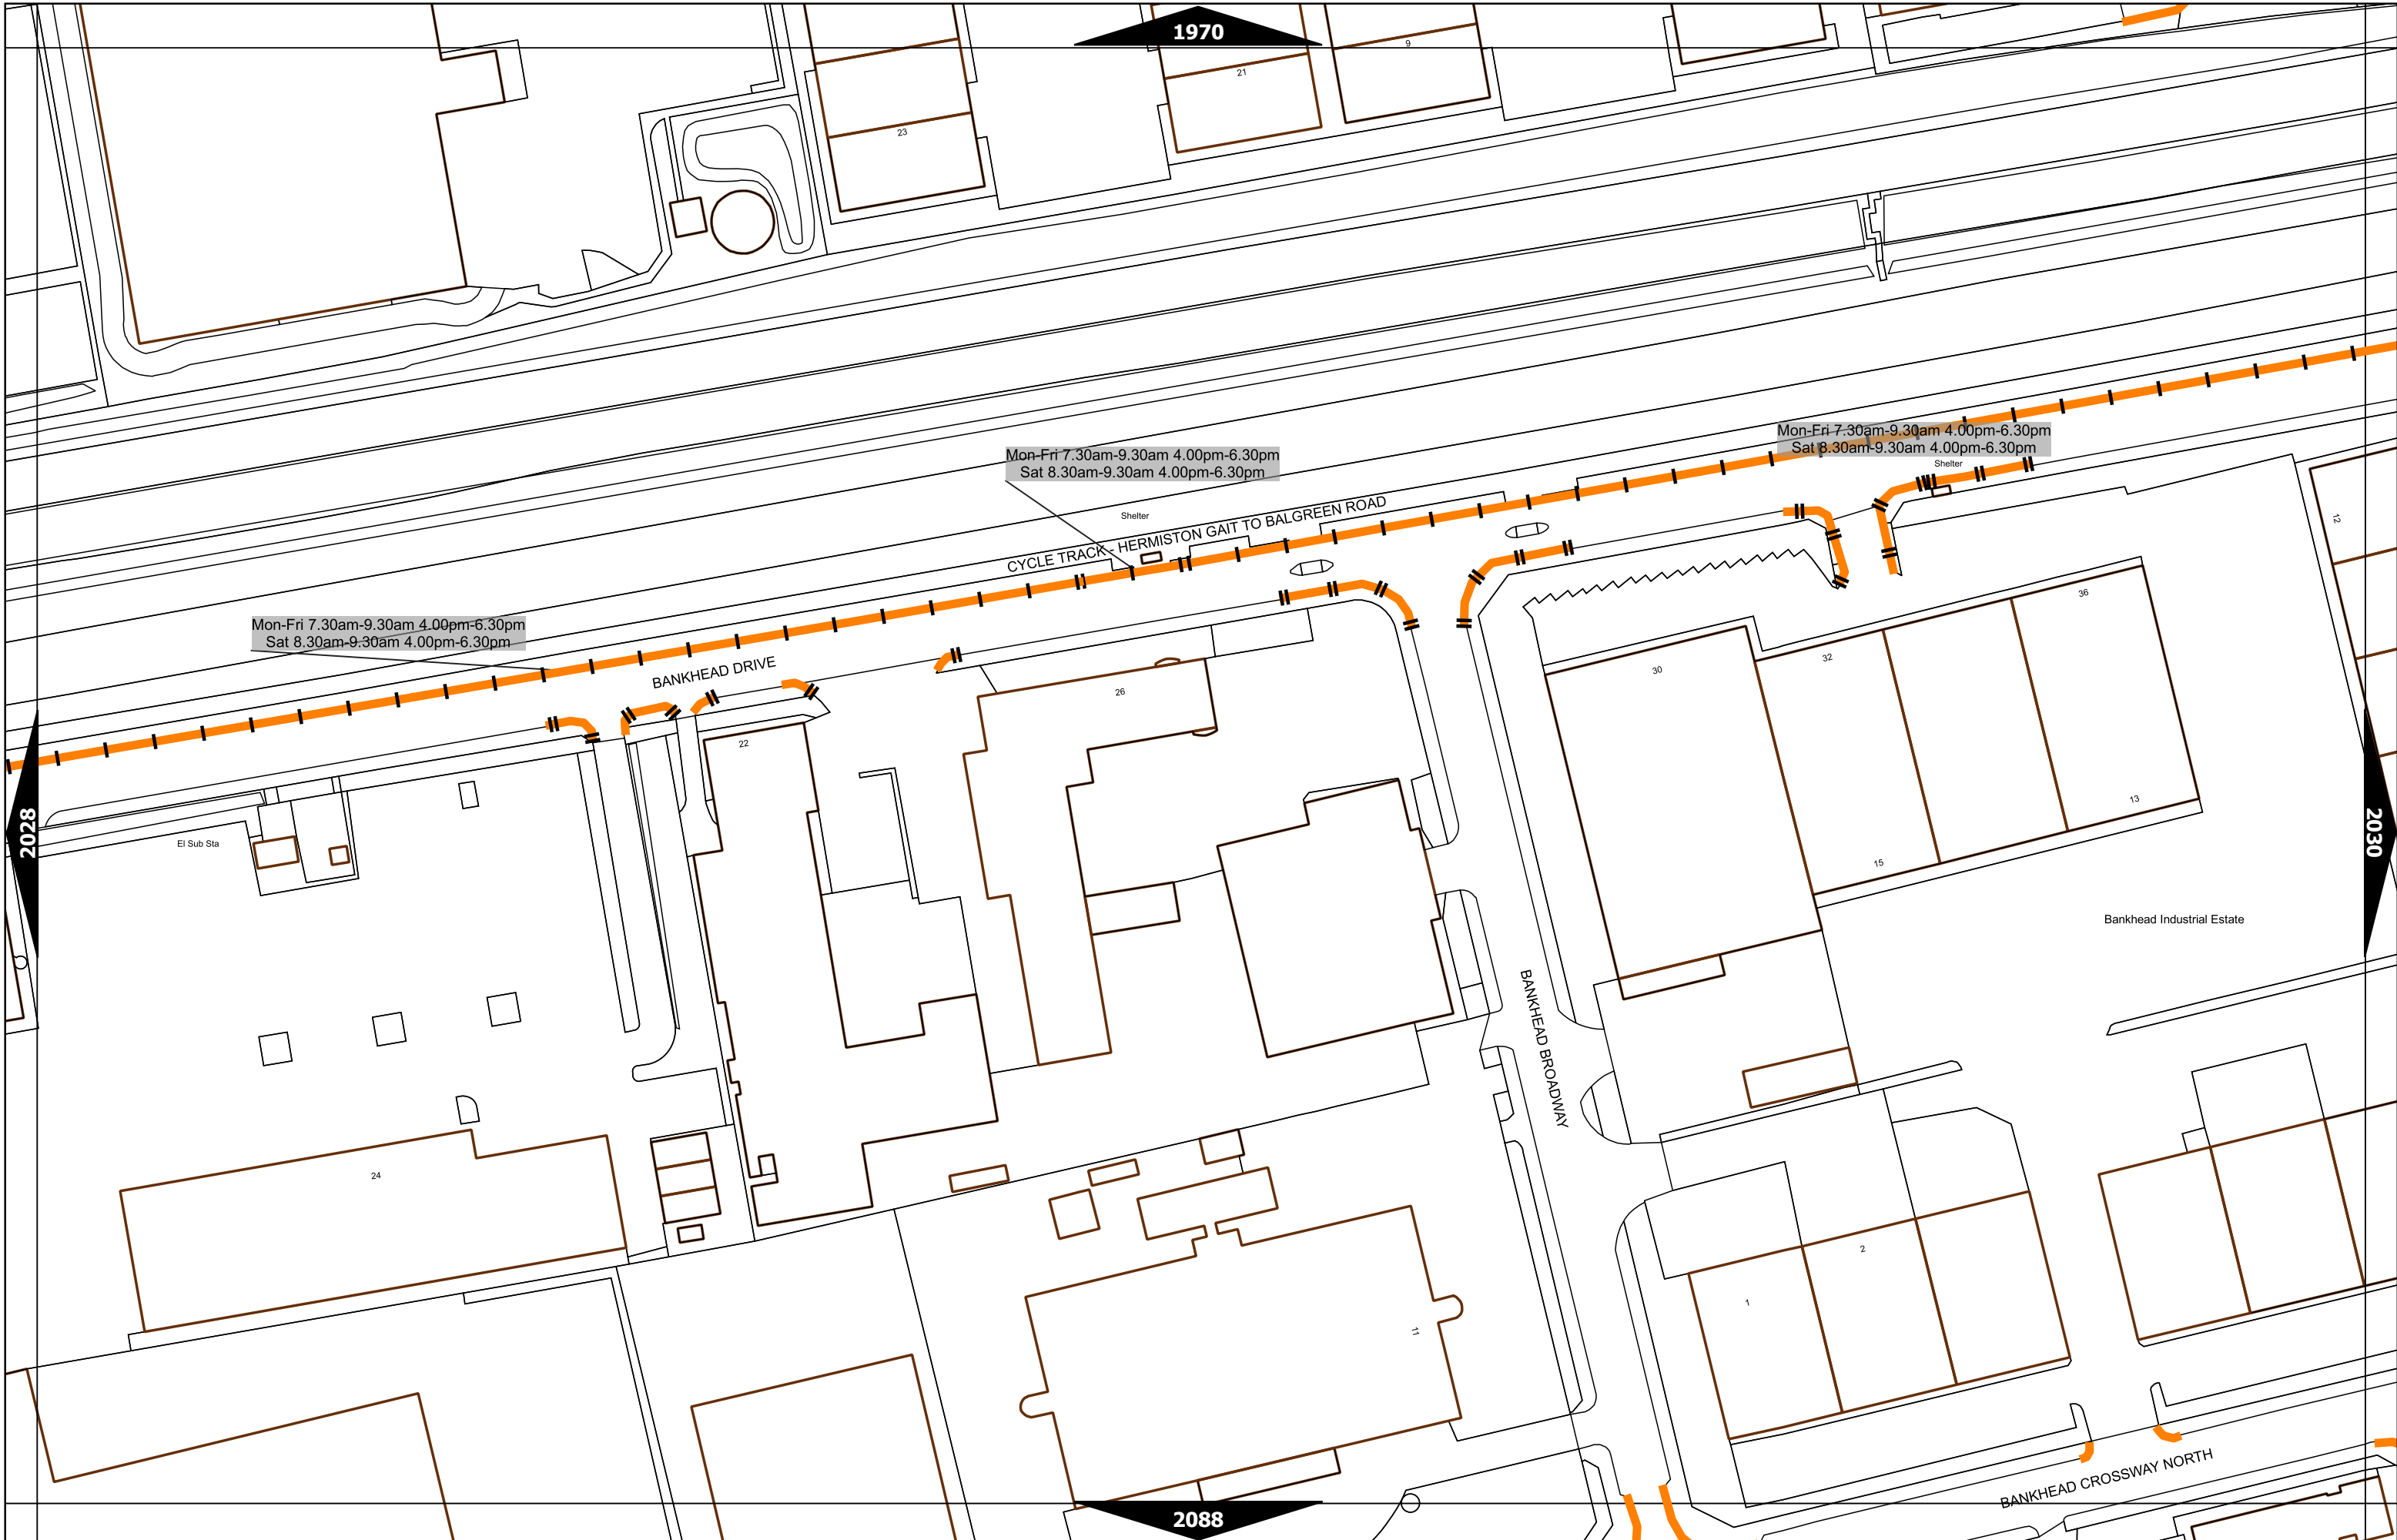 1970
9
21
23
Mon-Fri 7.30am-9.30am 4.00pm-6.30pm
Sat 8.30am-9.30am 4.00pm-6.30pm
Shelter
Mon-Fri 7.30am-9.30am 4.00pm-6.30pm
Sat 8.30am-9.30am 4.00pm-6.30pm
Shelter
CYCLE TRACK - HERMISTON GAIT TO BALGREEN ROAD
12
Mon-Fri 7.30am-9.30am 4.00pm-6.30pm
Sat 8.30am-9.30am 4.00pm-6.30pm
BANKHEAD DRIVE
36
32
30
26
22
13
15
2028
2030
El Sub Sta
Bankhead Industrial Estate
BANKHEAD BROADWAY
24
2
1
11
BANKHEAD CROSSWAY NORTH
2088